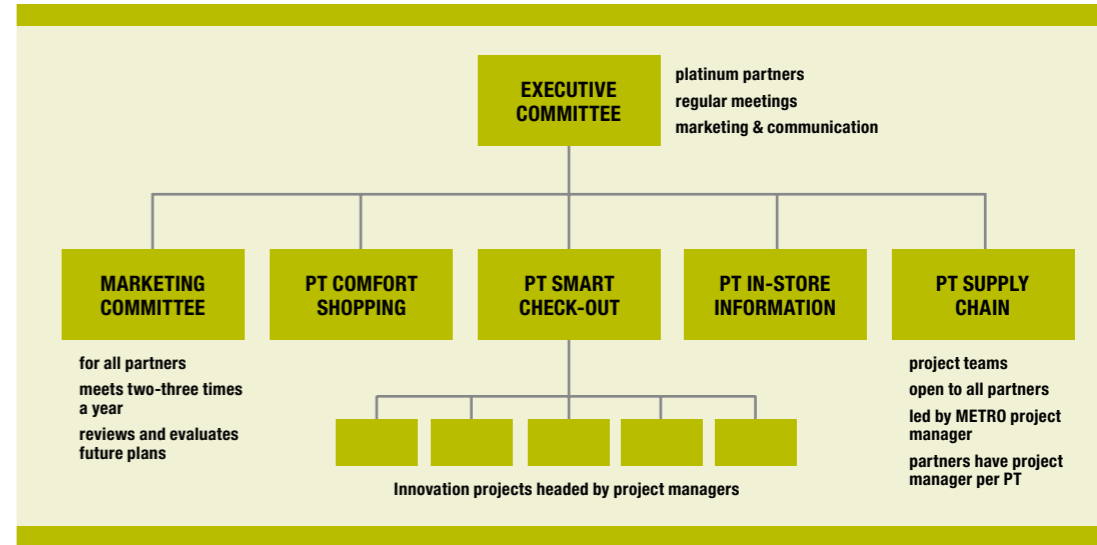 EXECUTIVE
COMMITTEE
platinum partners
regular meetings
marketing & communication
MARKETING
COMMITTEE
PT COMFORT
SHOPPING
PT SMART
CHECK-OUT
PT IN-STORE
INFORMATION
PT SUPPLY
CHAIN
for all partners
meets two-three times
a year
reviews and evaluates
future plans
Innovation projects headed by project managers
project teams
open to all partners
led by METRO project
manager
partners have project
manager per PT